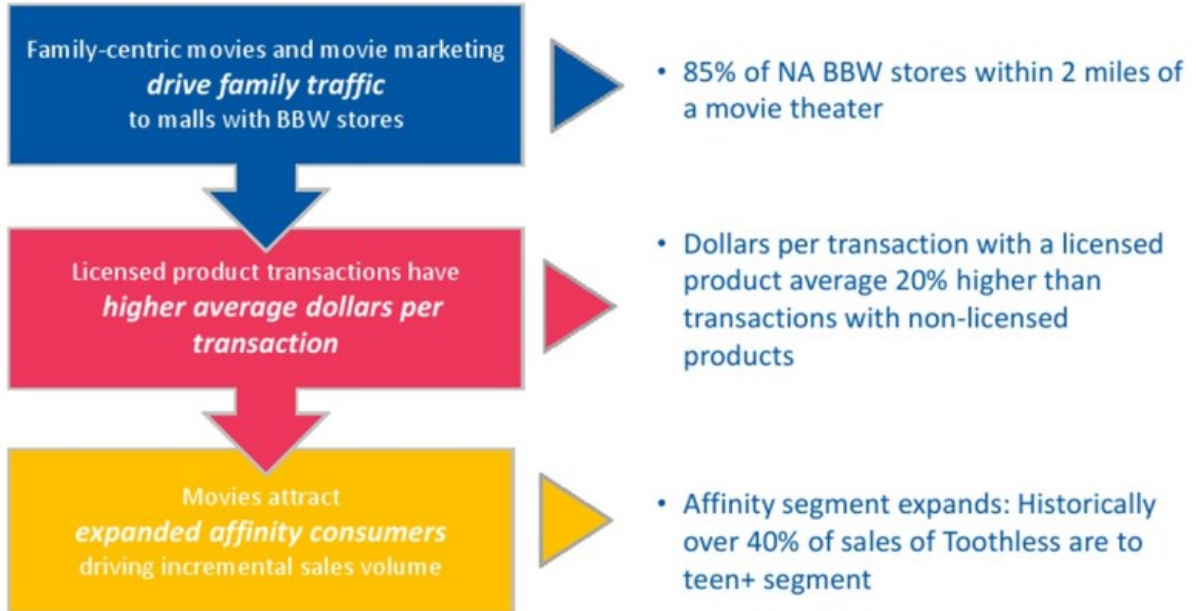 Family-centric movies and movie marketing
drive family traffic
to malls with BBW stores
• 85% of NA BBW stores within 2 miles of
a movie theater
Licensed product transactions have
higher average dollars per
transaction
• Dollars per transaction with a licensed
product average 20% higher than
transactions with non-licensed
products
Movies attract
expanded affinity consumers
driving incremental sales volume
• Affinity segment expands: Historically
over 40% of sales of Toothless are to
teen+ segment